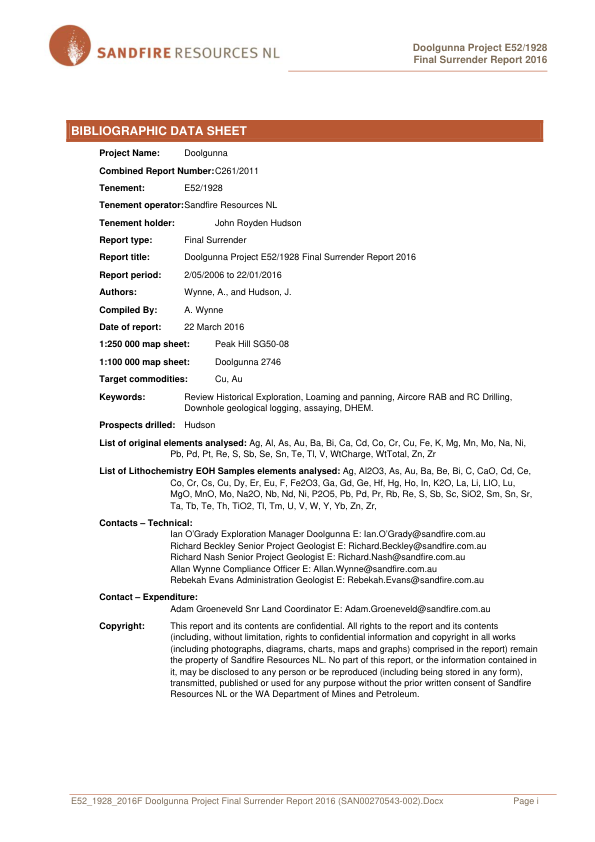 SANDFIRE RESOURCES NL
Doolgunna Project E52/1928
Final Surrender Report 2016
BIBLIOGRAPHIC DATA SHEET
Project Name: Doolgunna
Combined Report Number:C261/2011
Tenement: E52/1928
Tenement operator:Sandfire Resources NL
Tenement holder: John Royden Hudson
Report type: Final Surrender
Report title: Doolgunna Project E52/1928 Final Surrender Report 2016
Report period: 2/05/2006 to 22/01/2016
Authors: Wynne, A., and Hudson, J.
Compiled By: A. Wynne
Date of report: 22 March 2016
1:250 000 map sheet: Peak Hill SG50-08
1:100 000 map sheet: Doolgunna 2746
Target commodities: Cu, Au
Keywords: Review Historical Exploration, Loaming and panning, Aircore RAB and RC Drilling,
Downhole geological logging, assaying, DHEM.
Prospects drilled: Hudson
List of original elements analysed: Ag, Al, As, Au, Ba, Bi, Ca, Cd, Co, Cr, Cu, Fe, K, Mg, Mn, Mo, Na, Ni,
Pb, Pd, Pt, Re, S, Sb, Se, Sn, Te, Tl, V, WtCharge, WtTotal, Zn, Zr
List of Lithochemistry EOH Samples elements analysed: Ag, Al2O3, As, Au, Ba, Be, Bi, C, CaO, Cd, Ce,
Co, Cr, Cs, Cu, Dy, Er, Eu, F, Fe2O3, Ga, Gd, Ge, Hf, Hg, Ho, In, K2O, La, Li, LIO, Lu,
MgO, MnO, Mo, Na2O, Nb, Nd, Ni, P2O5, Pb, Pd, Pr, Rb, Re, S, Sb, Sc, SiO2, Sm, Sn, Sr,
Ta, Tb, Te, Th, TiO2, Tl, Tm, U, V, W, Y, Yb, Zn, Zr,
Contacts – Technical:
Ian O'Grady Exploration Manager Doolgunna E: Ian.O'Grady@sandfire.com.au
Richard Beckley Senior Project Geologist E: Richard.Beckley@sandfire.com.au
Richard Nash Senior Project Geologist E: Richard.Nash@sandfire.com.au
Allan Wynne Compliance Officer E: Allan.Wynne@sandfire.com.au
Rebekah Evans Administration Geologist E: Rebekah.Evans@sandfire.com.au
Contact – Expenditure:
Adam Groeneveld Snr Land Coordinator E: Adam.Groeneveld@sandfire.com.au
Copyright: This report and its contents are confidential. All rights to the report and its contents
(including, without limitation, rights to confidential information and copyright in all works
(including photographs, diagrams, charts, maps and graphs) comprised in the report) remain
the property of Sandfire Resources NL. No part of this report, or the information contained in
it, may be disclosed to any person or be reproduced (including being stored in any form),
transmitted, published or used for any purpose without the prior written consent of Sandfire
Resources NL or the WA Department of Mines and Petroleum.
E52_1928_2016F Doolgunna Project Final Surrender Report 2016 (SAN00270543-002).Docx Page i